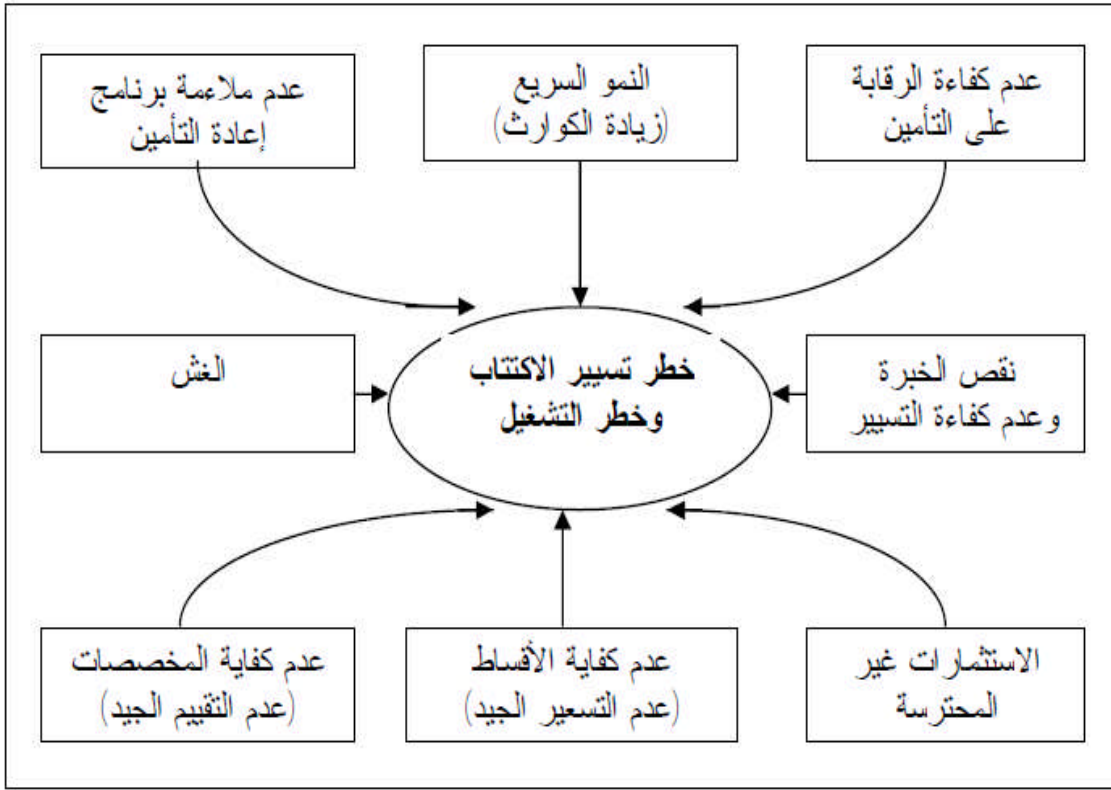 عدم كفاءة الرقابة
على التأمين
النمو السريع
(زيادة الكوارث)
عدم ملاءمة برنامج
إعادة التأمين
نقص الخبرة
وعدم كفاءة التسيير
خطر تسيير الاكتتاب
وخطر التشغيل
الغش
الاستثمارات غير
المحترسة
عدم كفاية الأقساط
(عدم التسعير الجيد)
عدم كفاية المخصصات
(عدم التقييم الجيد)